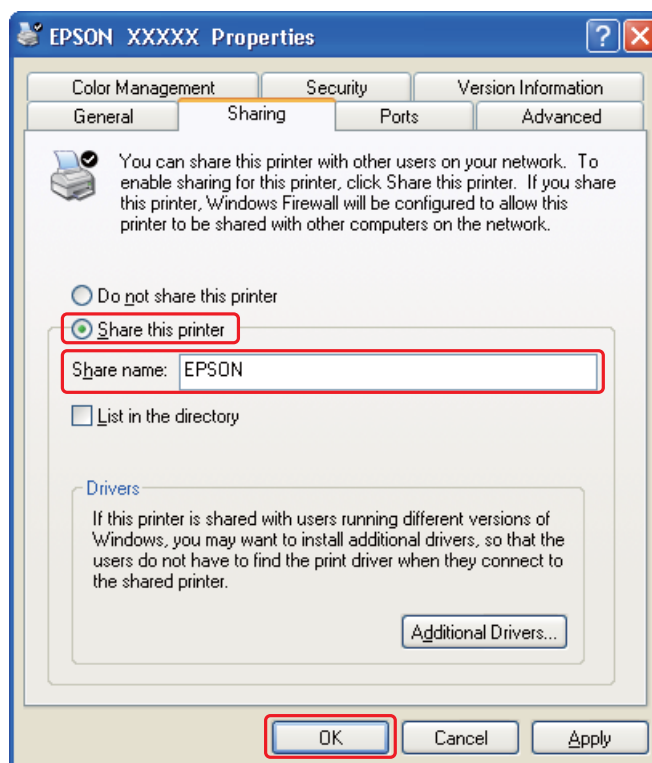 EPSON XXXXX Properties
?
Color Management Security Version Information
General Sharing Ports Advanced
You can share this printer with other users on your network. To
enable sharing for this printer, click Share this printer. If you share
this printer, Windows Firewall will be configured to allow this
printer to be shared with other computers on the network.
Do not share this printer
Share this printer
Share name: EPSON
List in the directory
Drivers
If this printer is shared with users running different versions of
Windows, you may want to install additional drivers, so that the
users do not have to find the print driver when they connect to
the shared printer.
Additional Drivers...
OK Cancel Apply